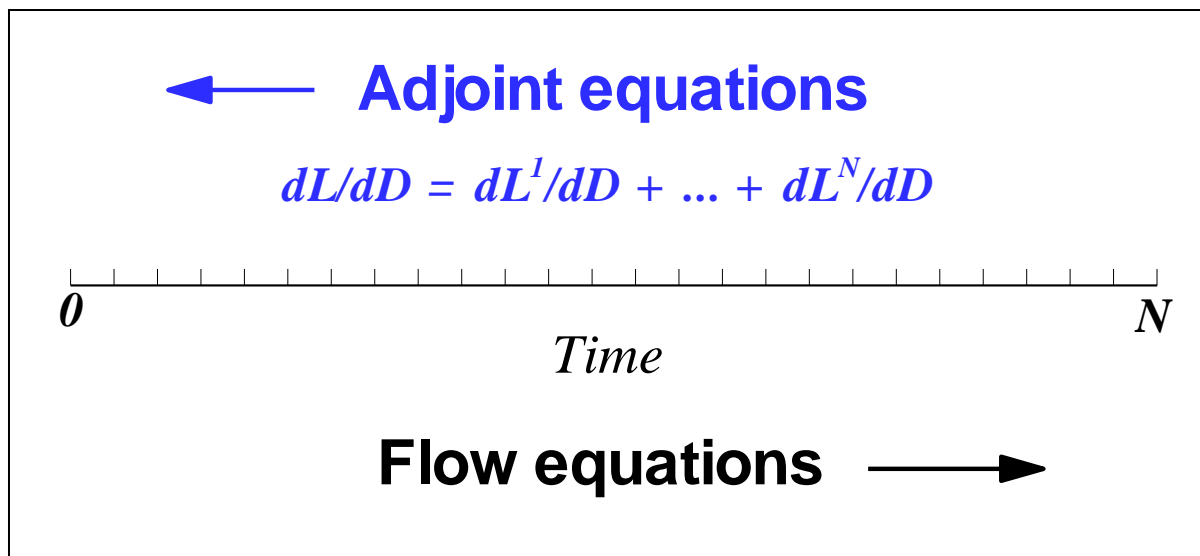 Adjoint equations
dL/dD = dL¹/dD + ... + dLᴺ/dD
0 N
Time
Flow equations